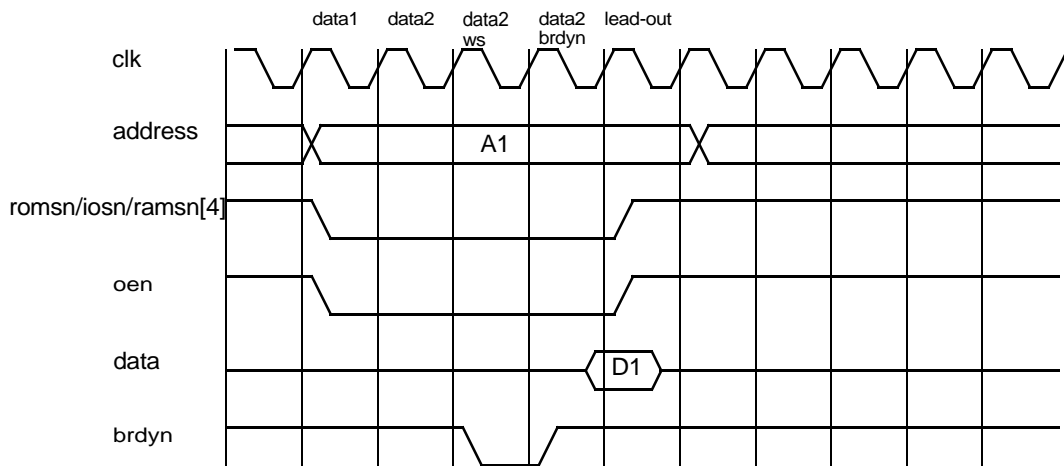 data1 data2 data2 data2 lead-out
ws brdyn
clk
address
A1
romsn/iosn/ramsn[4]
oen
data
D1
brdyn